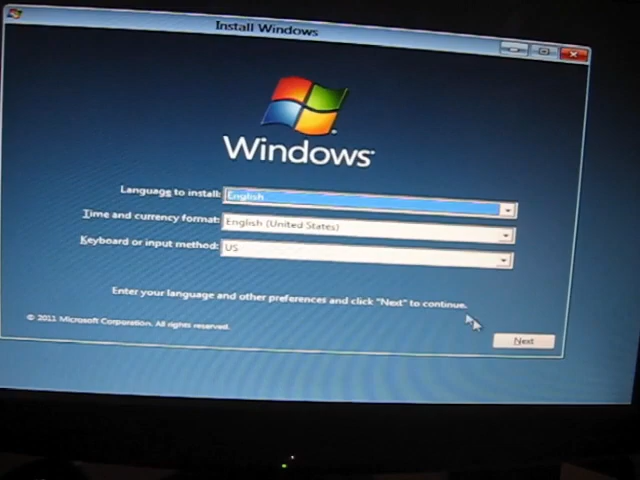 Install Windows
Windows
Language to install: English
Time and currency format: English (United States)
Keyboard or input method: US
Enter your language and other preferences and click "Next" to continue.
© 2011 Microsoft Corporation. All rights reserved.
Next